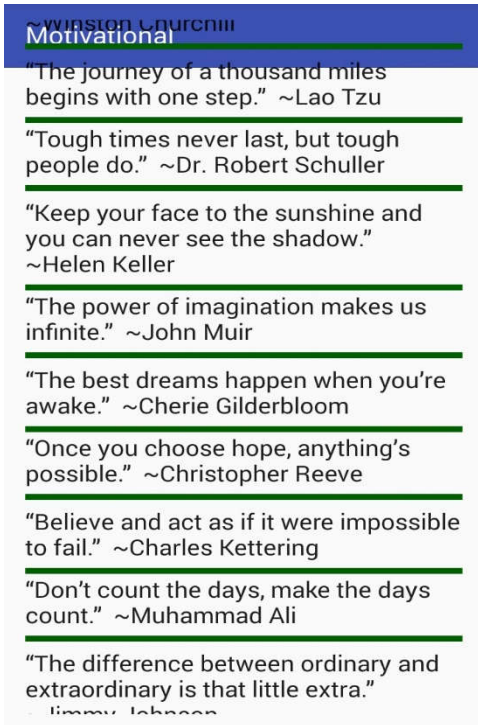 ~Winston Churchill
Motivational
“The journey of a thousand miles
begins with one step.”  ~Lao Tzu
“Tough times never last, but tough
people do.”  ~Dr. Robert Schuller
“Keep your face to the sunshine and
you can never see the shadow.”
~Helen Keller
“The power of imagination makes us
infinite.”  ~John Muir
“The best dreams happen when you’re
awake.”  ~Cherie Gilderbloom
“Once you choose hope, anything’s
possible.”  ~Christopher Reeve
“Believe and act as if it were impossible
to fail.”  ~Charles Kettering
“Don’t count the days, make the days
count.”  ~Muhammad Ali
“The difference between ordinary and
extraordinary is that little extra.”
~ Jimmy Johnson